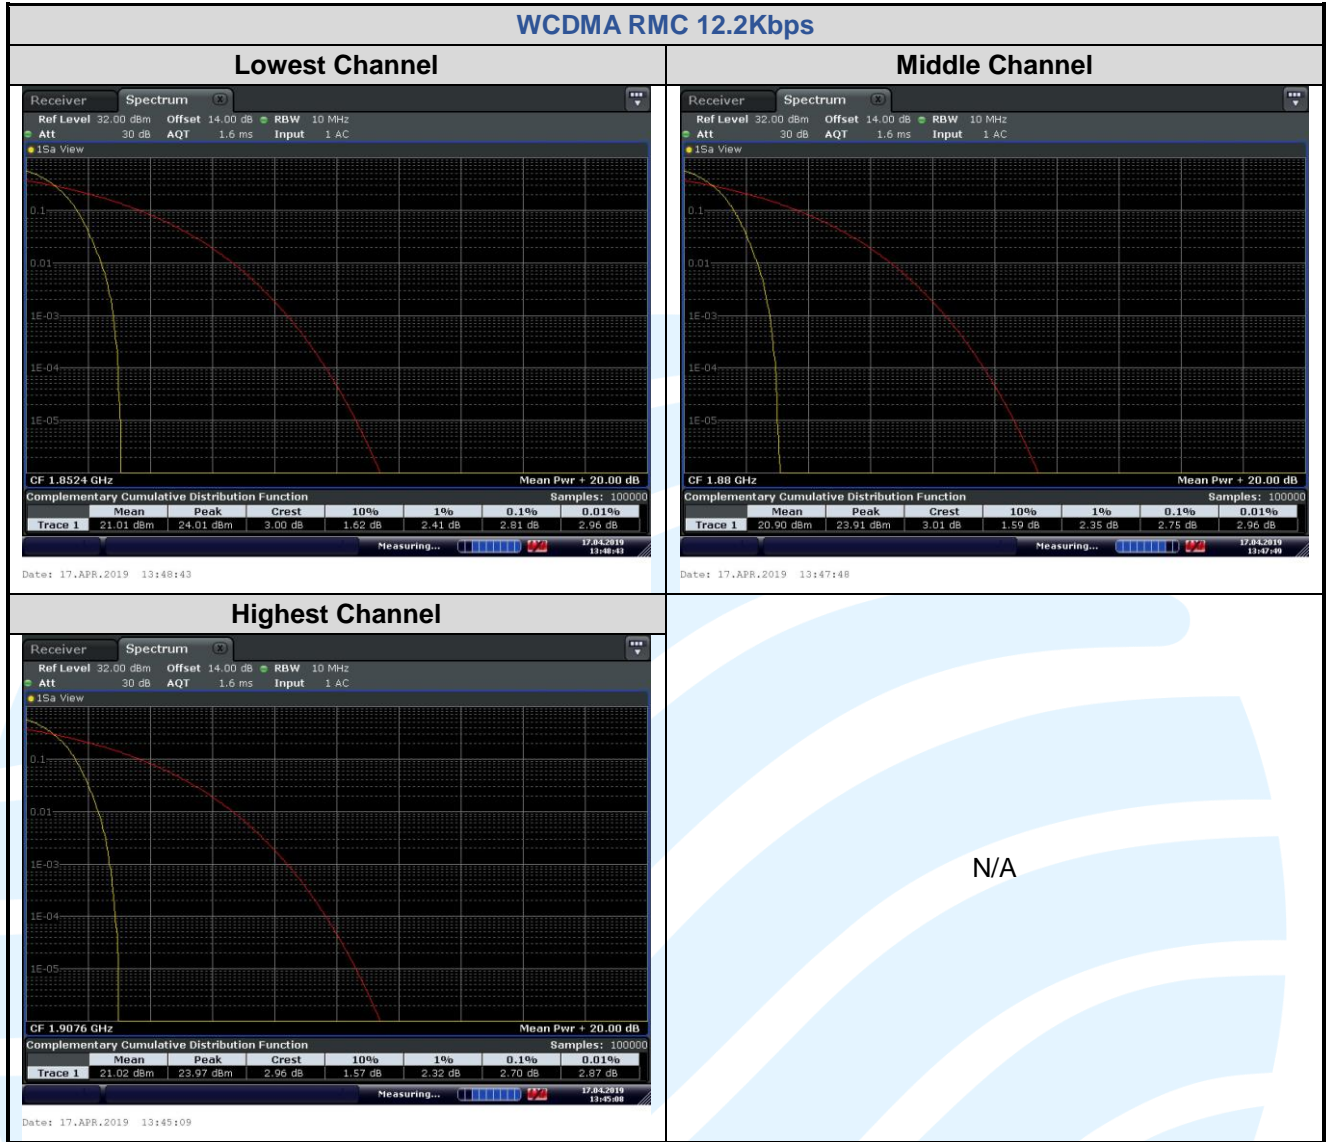 WCDMA RMC 12.2Kbps
Lowest Channel
Receiver Spectrum
Ref Level 32.00 dBm Offset 14.00 dB RBW 10 MHz
Att 30 dB AQT 1.6 ms Input 1 AC
1Sa View
0.1
0.01
1E-03
1E-04
1E-05
CF 1.8524 GHz Mean Pwr + 20.00 dB
Complementary Cumulative Distribution Function Samples: 100000
Mean Peak Crest 10% 1% 0.1% 0.01%
Trace 1 21.01 dBm 24.01 dBm 3.00 dB 1.62 dB 2.41 dB 2.81 dB 2.96 dB
Measuring... 17.04.2019
13:48:43
Date: 17.APR.2019 13:48:43
Middle Channel
Receiver Spectrum
Ref Level 32.00 dBm Offset 14.00 dB RBW 10 MHz
Att 30 dB AQT 1.6 ms Input 1 AC
1Sa View
0.1
0.01
1E-03
1E-04
1E-05
CF 1.88 GHz Mean Pwr + 20.00 dB
Complementary Cumulative Distribution Function Samples: 100000
Mean Peak Crest 10% 1% 0.1% 0.01%
Trace 1 20.90 dBm 23.91 dBm 3.01 dB 1.59 dB 2.35 dB 2.75 dB 2.96 dB
Measuring... 17.04.2019
13:47:49
Date: 17.APR.2019 13:47:48
Highest Channel
Receiver Spectrum
Ref Level 32.00 dBm Offset 14.00 dB RBW 10 MHz
Att 30 dB AQT 1.6 ms Input 1 AC
1Sa View
0.1
0.01
1E-03
1E-04
1E-05
CF 1.9076 GHz Mean Pwr + 20.00 dB
Complementary Cumulative Distribution Function Samples: 100000
Mean Peak Crest 10% 1% 0.1% 0.01%
Trace 1 21.02 dBm 23.97 dBm 2.96 dB 1.57 dB 2.32 dB 2.70 dB 2.87 dB
Measuring... 17.04.2019
13:45:08
Date: 17.APR.2019 13:45:09
N/A